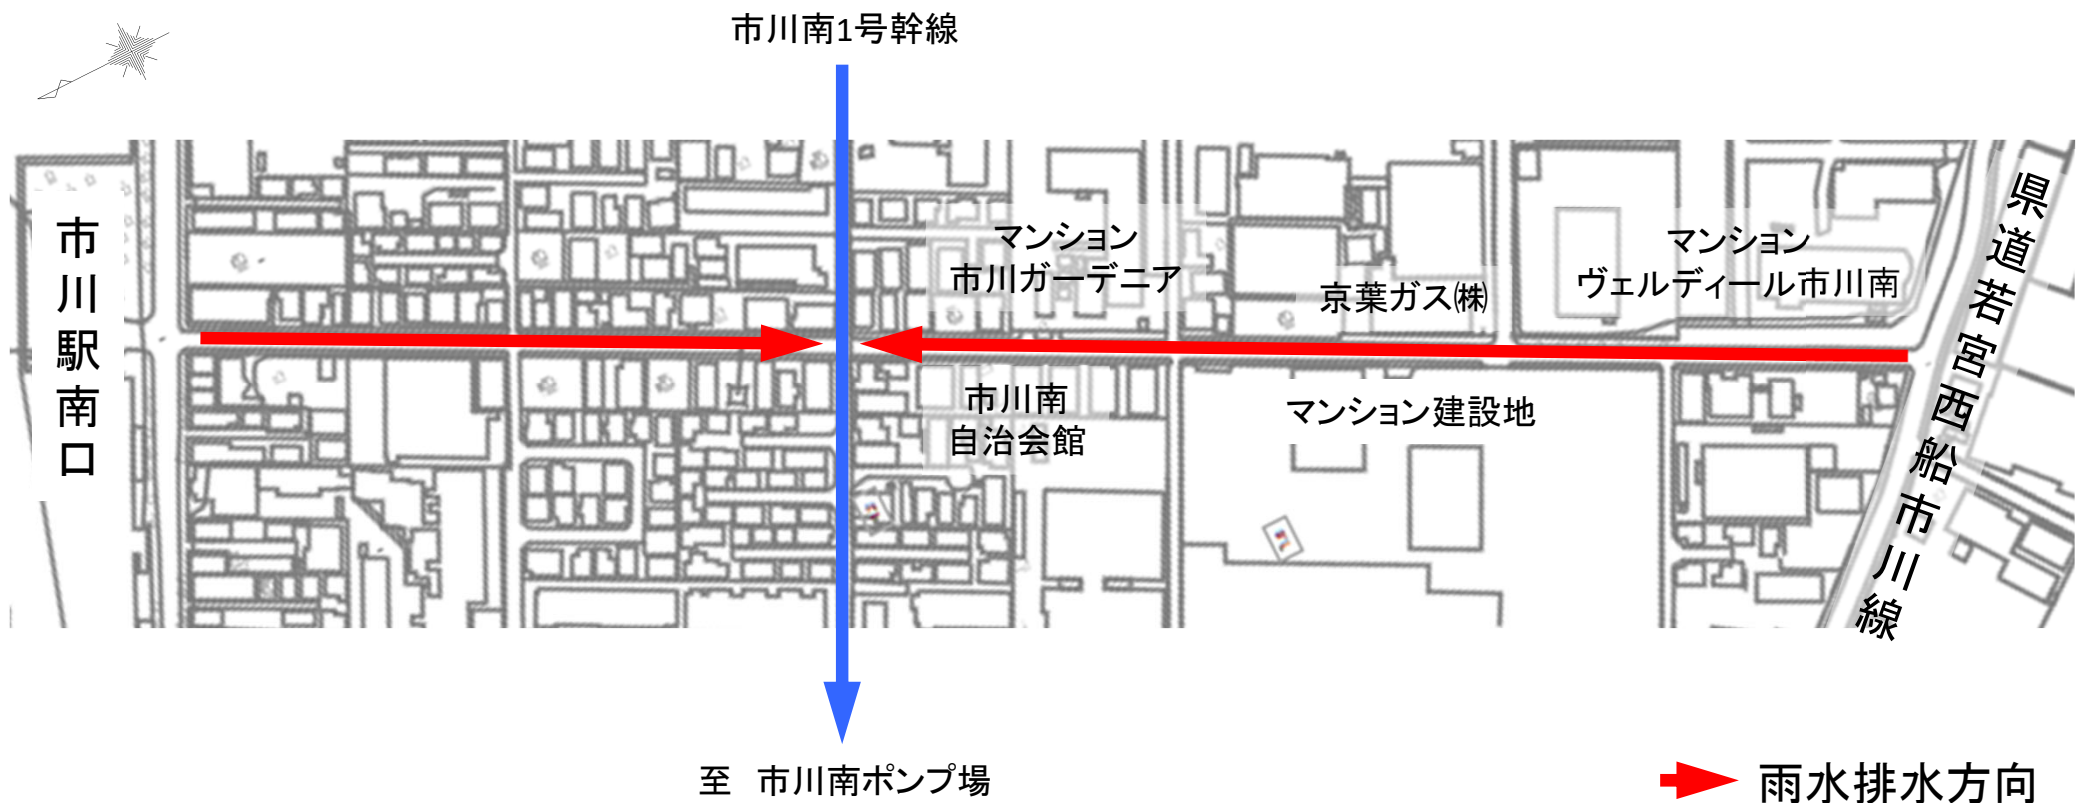 市川南1号幹線
市川駅南口
マンション
市川ガーデニア
京葉ガス㈱
マンション
ヴェルディール市川南
県道若宮西船市川線
市川南
自治会館
マンション建設地
至　市川南ポンプ場
雨水排水方向